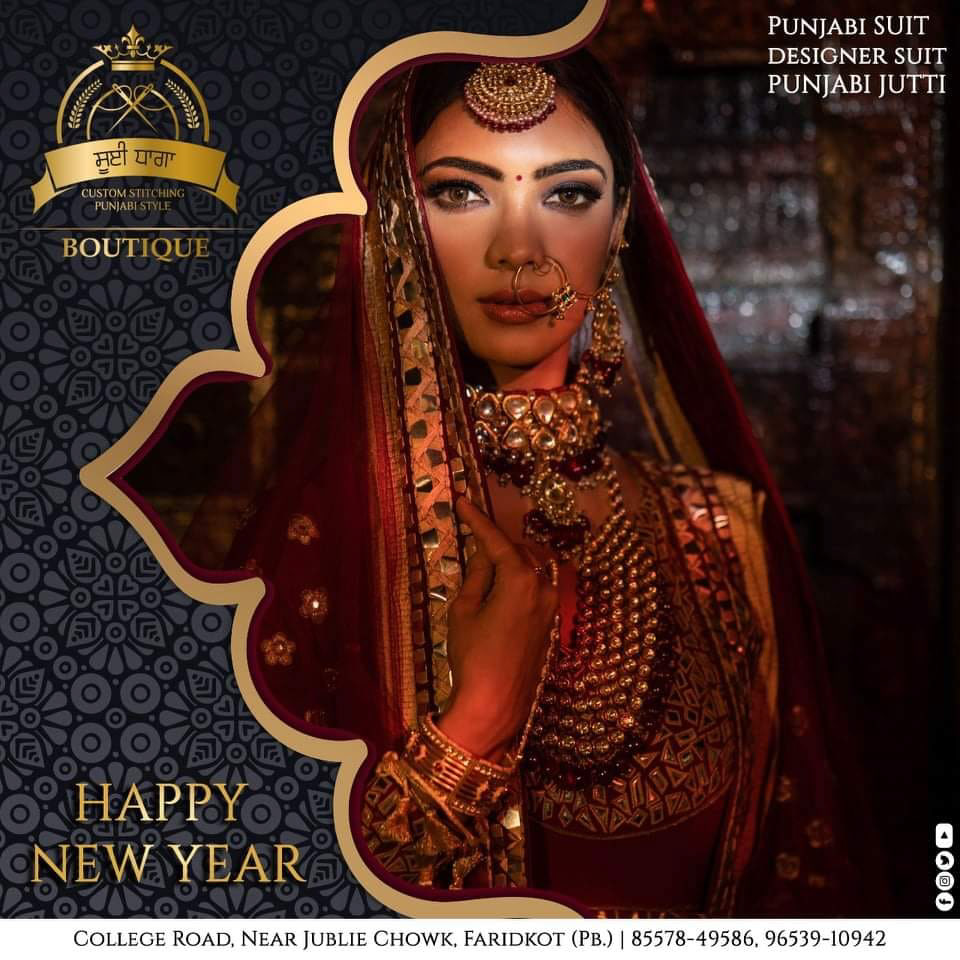 ਸੂਈ ਧਾਗਾ
CUSTOM STITCHING
PUNJABI STYLE
BOUTIQUE
PUNJABI SUIT
DESIGNER SUIT
PUNJABI JUTTI
HAPPY
NEW YEAR
COLLEGE ROAD, NEAR JUBLIE CHOWK, FARIDKOT (PB.) | 85578-49586, 96539-10942